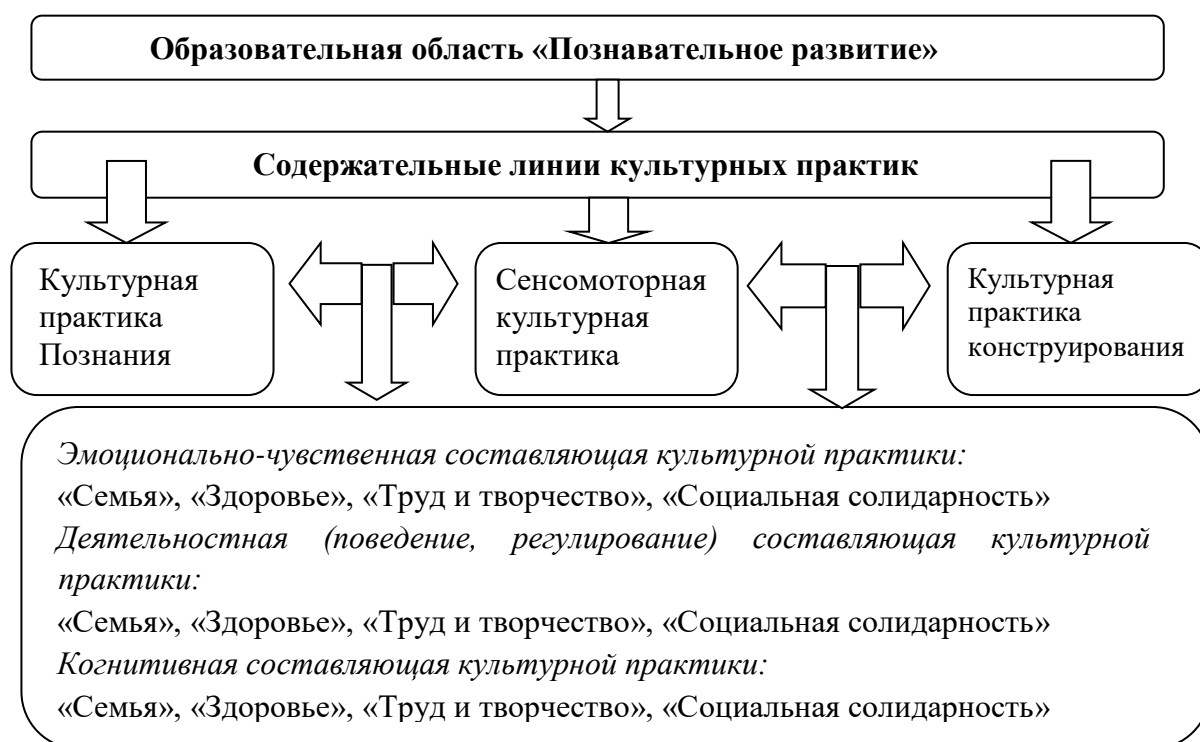 Образовательная область «Познавательное развитие»
Содержательные линии культурных практик
Культурная
практика
Познания
Сенсомоторная
культурная
практика
Культурная
практика
конструирования
Эмоционально-чувственная составляющая культурной практики:
«Семья», «Здоровье», «Труд и творчество», «Социальная солидарность»
Деятельностная (поведение, регулирование) составляющая культурной
практики:
«Семья», «Здоровье», «Труд и творчество», «Социальная солидарность»
Когнитивная составляющая культурной практики:
«Семья», «Здоровье», «Труд и творчество», «Социальная солидарность»